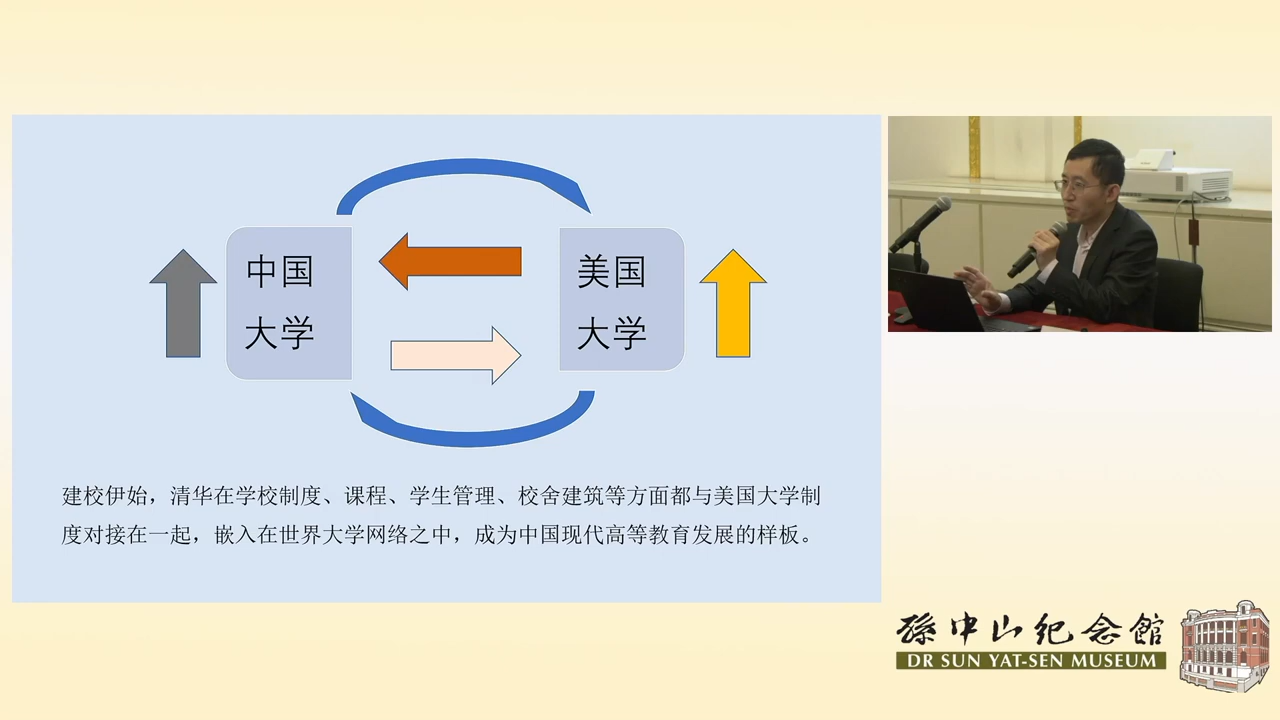 中国
大学
美国
大学
建校伊始，清华在学校制度、课程、学生管理、校舍建筑等方面都与美国大学制
度对接在一起，嵌入在世界大学网络之中，成为中国现代高等教育发展的样板。
孫中山紀念館
DR SUN YAT-SEN MUSEUM